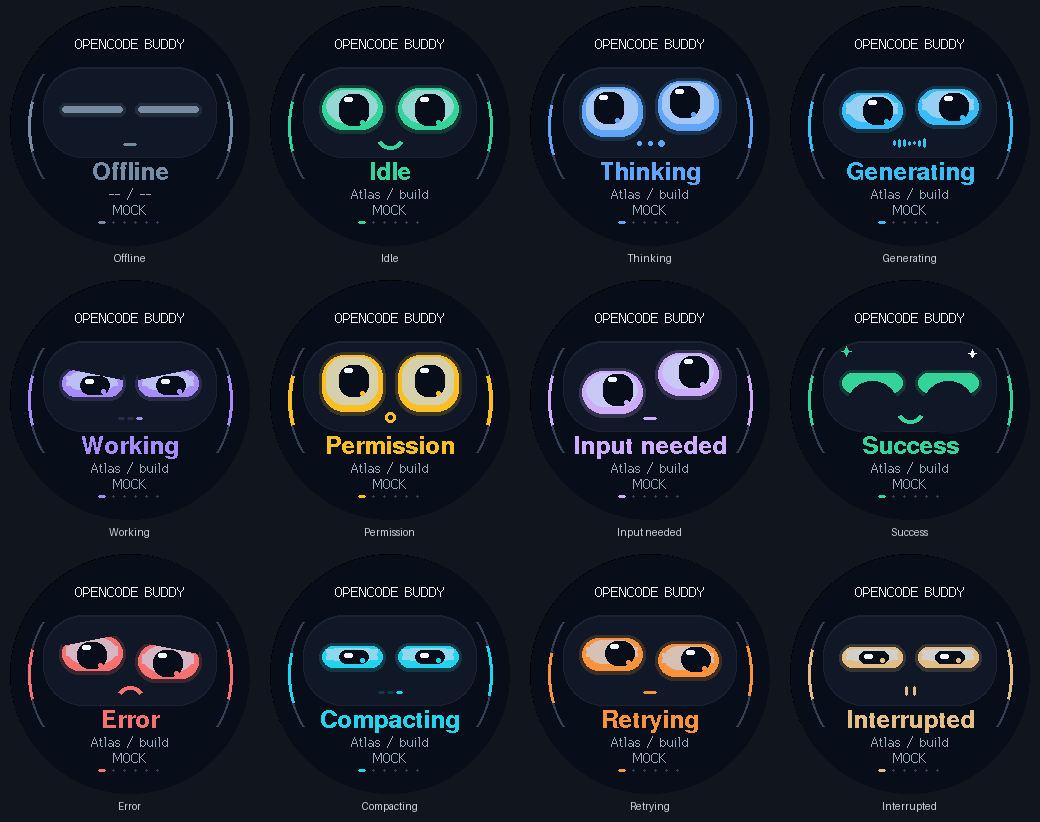 OPENCODE BUDDY
Offline
-- / --
MOCK
Offline
OPENCODE BUDDY
Idle
Atlas / build
MOCK
Idle
OPENCODE BUDDY
Thinking
Atlas / build
MOCK
Thinking
OPENCODE BUDDY
Generating
Atlas / build
MOCK
Generating
OPENCODE BUDDY
Working
Atlas / build
MOCK
Working
OPENCODE BUDDY
Permission
Atlas / build
MOCK
Permission
OPENCODE BUDDY
Input needed
Atlas / build
MOCK
Input needed
OPENCODE BUDDY
Success
Atlas / build
MOCK
Success
OPENCODE BUDDY
Error
Atlas / build
MOCK
Error
OPENCODE BUDDY
Compacting
Atlas / build
MOCK
Compacting
OPENCODE BUDDY
Retrying
Atlas / build
MOCK
Retrying
OPENCODE BUDDY
Interrupted
Atlas / build
MOCK
Interrupted